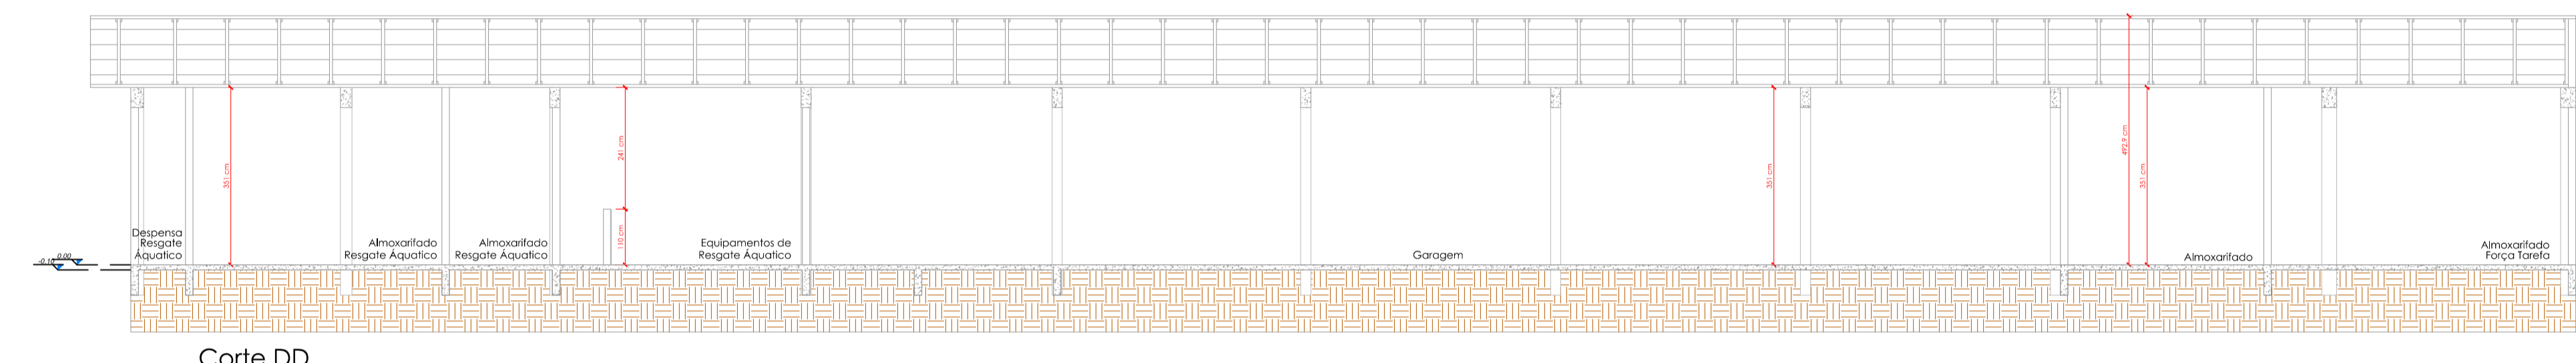 492,9 cm
241 cm
351 cm
351 cm
351 cm
110 cm
Despensa
Resgate
Áquatico
Almoxarifado
Resgate Áquatico
Almoxarifado
Resgate Áquatico
Equipamentos de
Resgate Áquatico
Garagem
Almoxarifado
Almoxarifado
Força Tarefa
0.00
-0.10
Corte DD